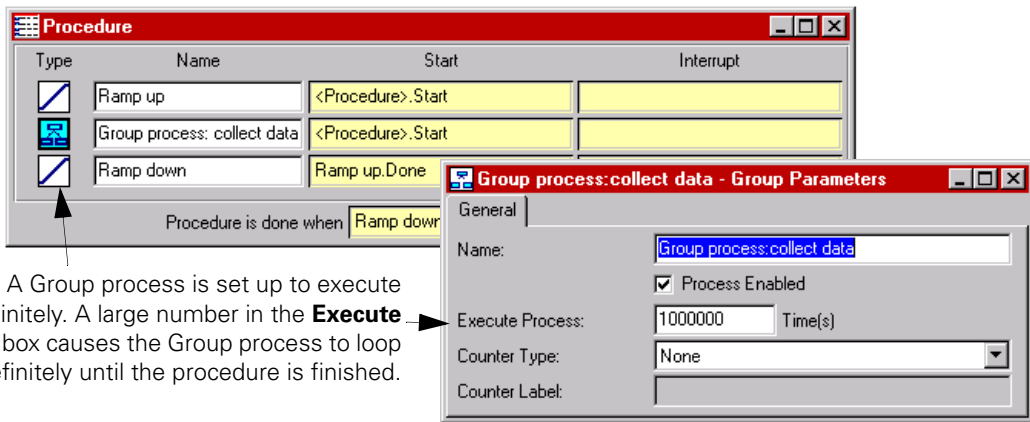 Procedure
Type Name Start Interrupt
Ramp up <Procedure>.Start
Group process: collect data <Procedure>.Start
Ramp down Ramp up.Done
Procedure is done when Ramp down
Group process:collect data - Group Parameters
General
Name: Group process:collect data
Process Enabled
Execute Process: 1000000 Time(s)
Counter Type: None
Counter Label:
A Group process is set up to execute
finitely. A large number in the Execute
box causes the Group process to loop
efinitely until the procedure is finished.